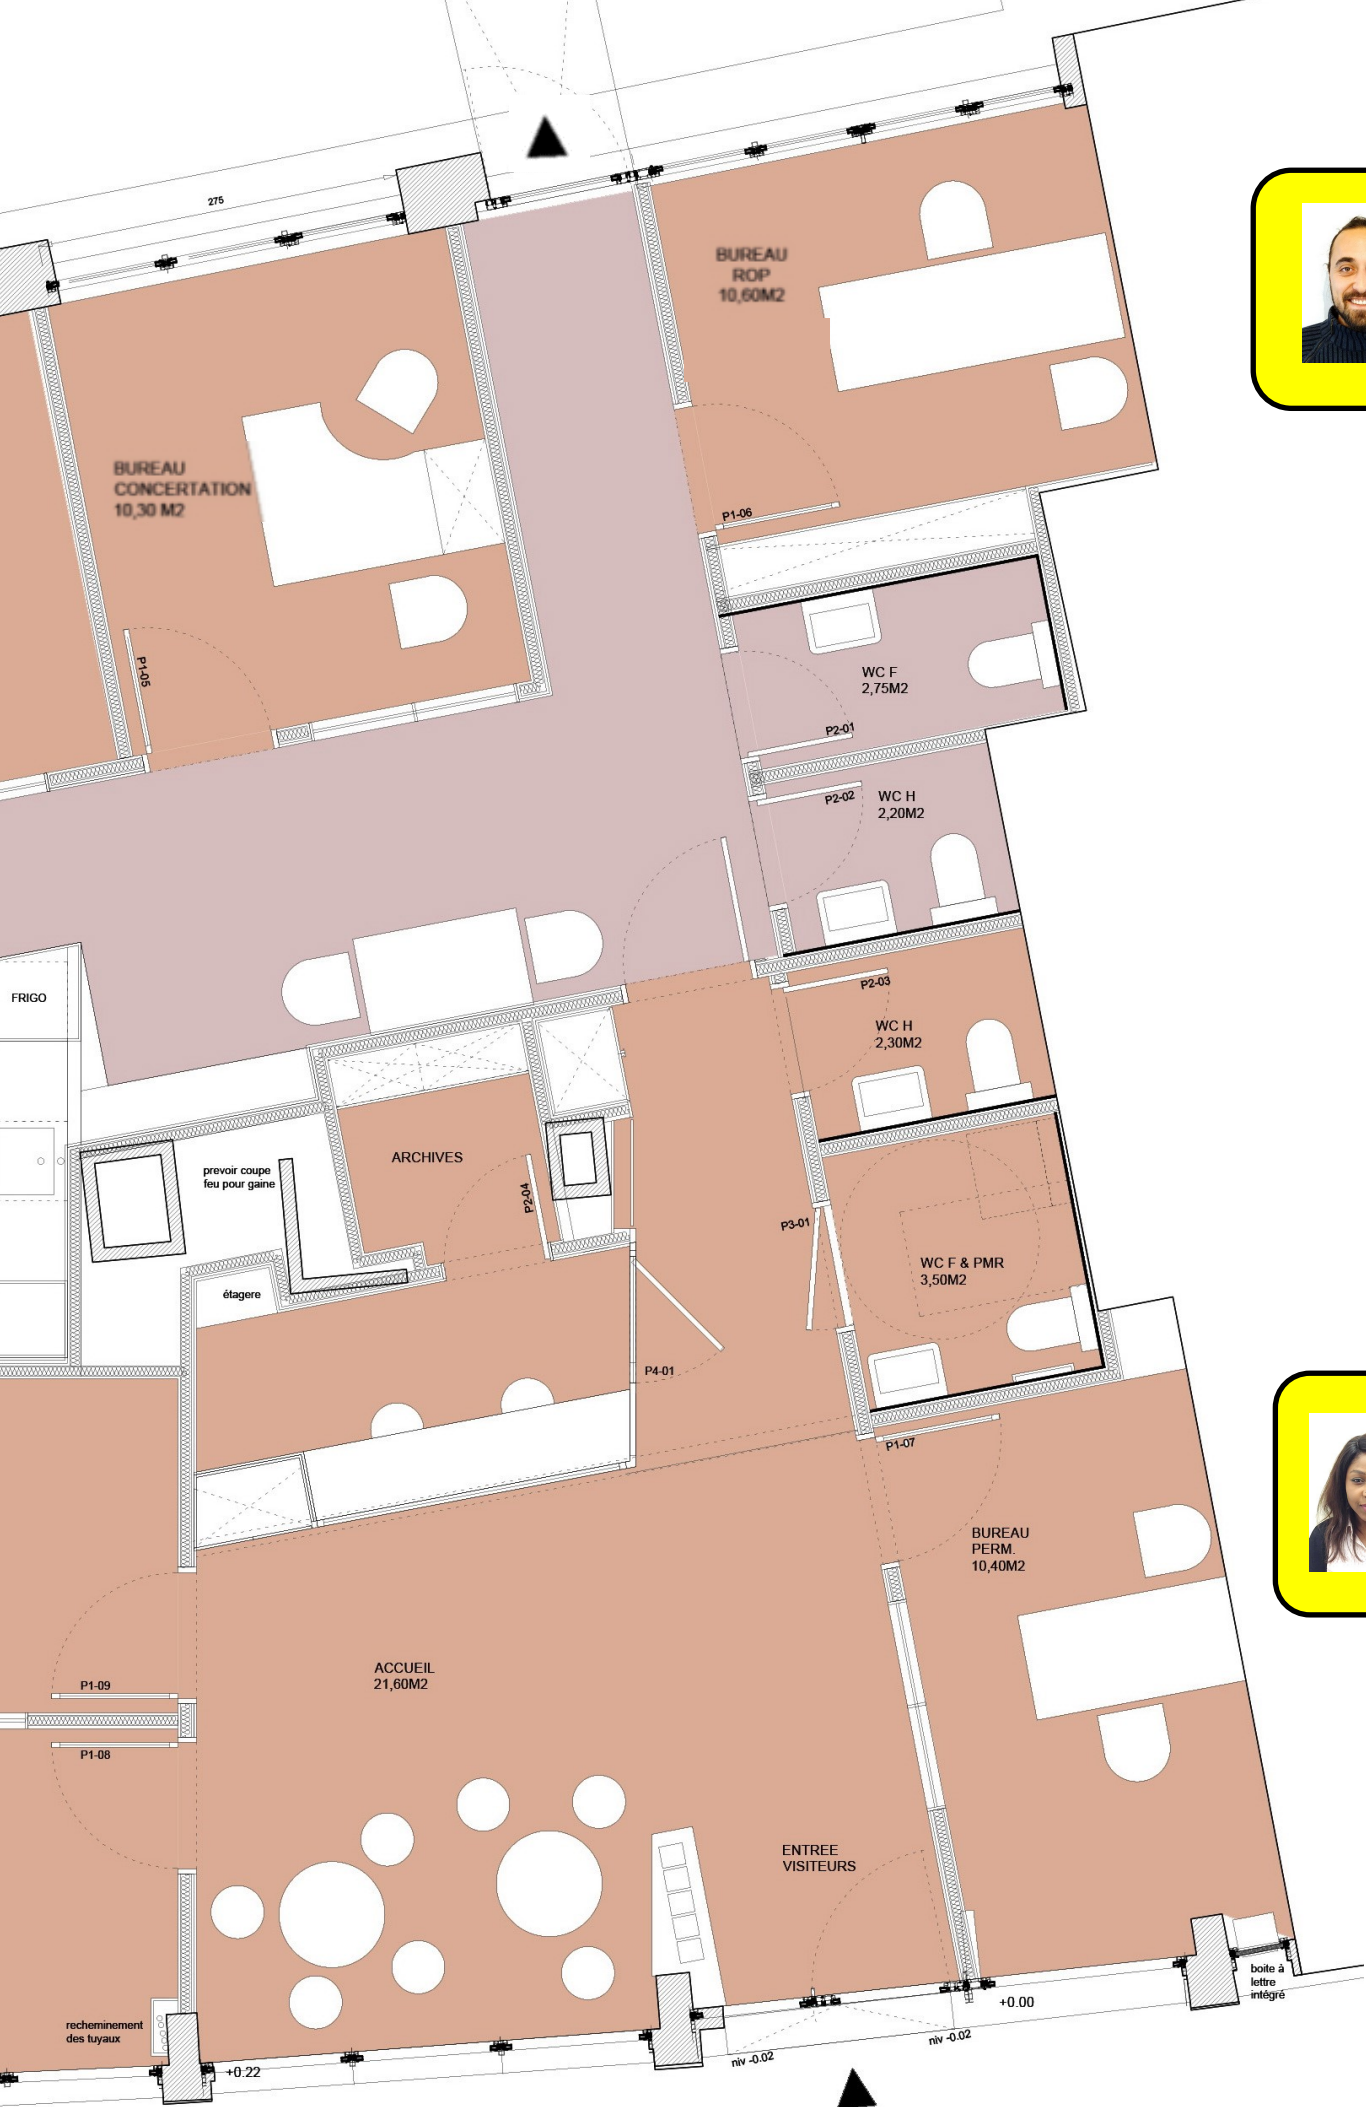 275
BUREAU
ROP
10,60M2
BUREAU
CONCERTATION
10,30 M2
P1-06
P1-05
WC F
2,75M2
P2-01
P2-02
WC H
2,20M2
FRIGO
P2-03
WC H
2,30M2
ARCHIVES
prevoir coupe
feu pour gaine
P2-04
P3-01
WC F & PMR
3,50M2
étagere
P4-01
P1-07
BUREAU
PERM.
10,40M2
ACCUEIL
21,60M2
P1-09
P1-08
ENTREE
VISITEURS
boite à
lettre
intégré
+0.00
recheminement
des tuyaux
niv -0.02
niv -0.02
+0.22